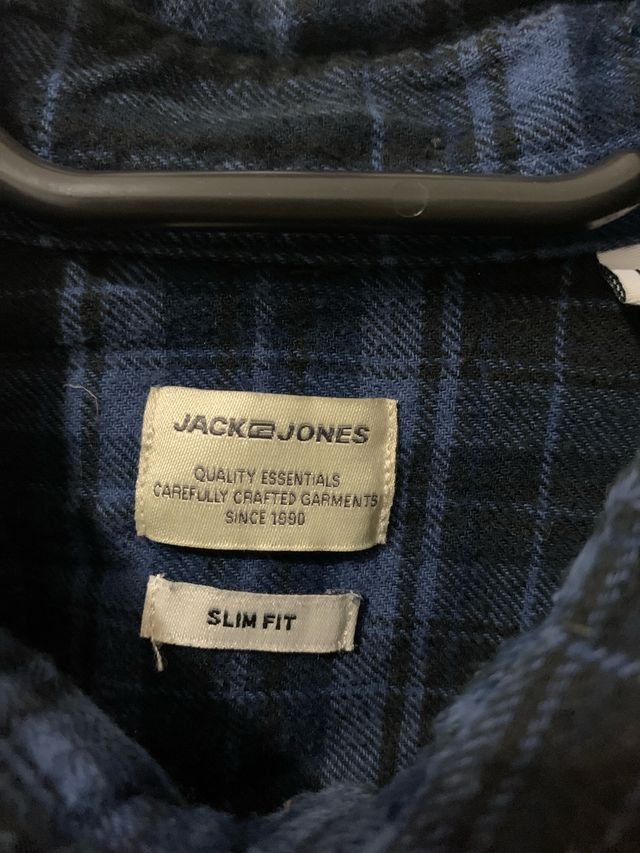 JACK & JONES
QUALITY ESSENTIALS
CAREFULLY CRAFTED GARMENTS
SINCE 1990
SLIM FIT